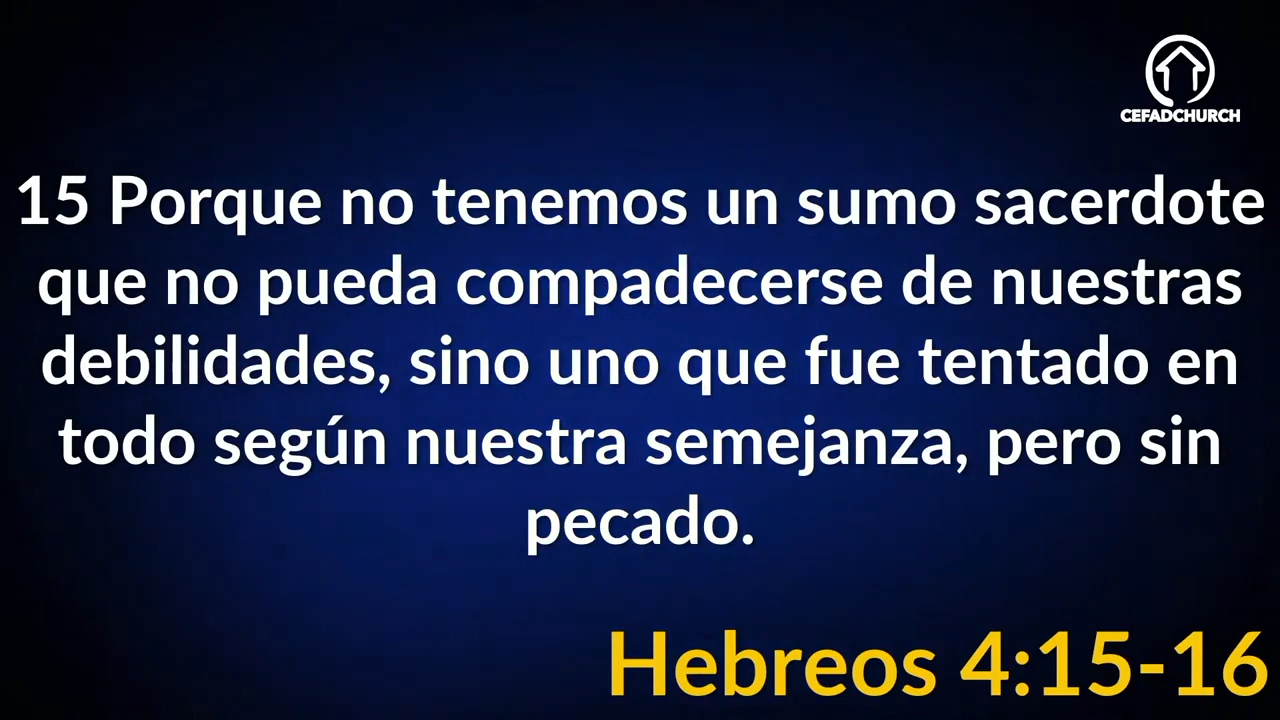 CEFADCHURCH
15 Porque no tenemos un sumo sacerdote
que no pueda compadecerse de nuestras
debilidades, sino uno que fue tentado en
todo según nuestra semejanza, pero sin
pecado.
Hebreos 4:15-16